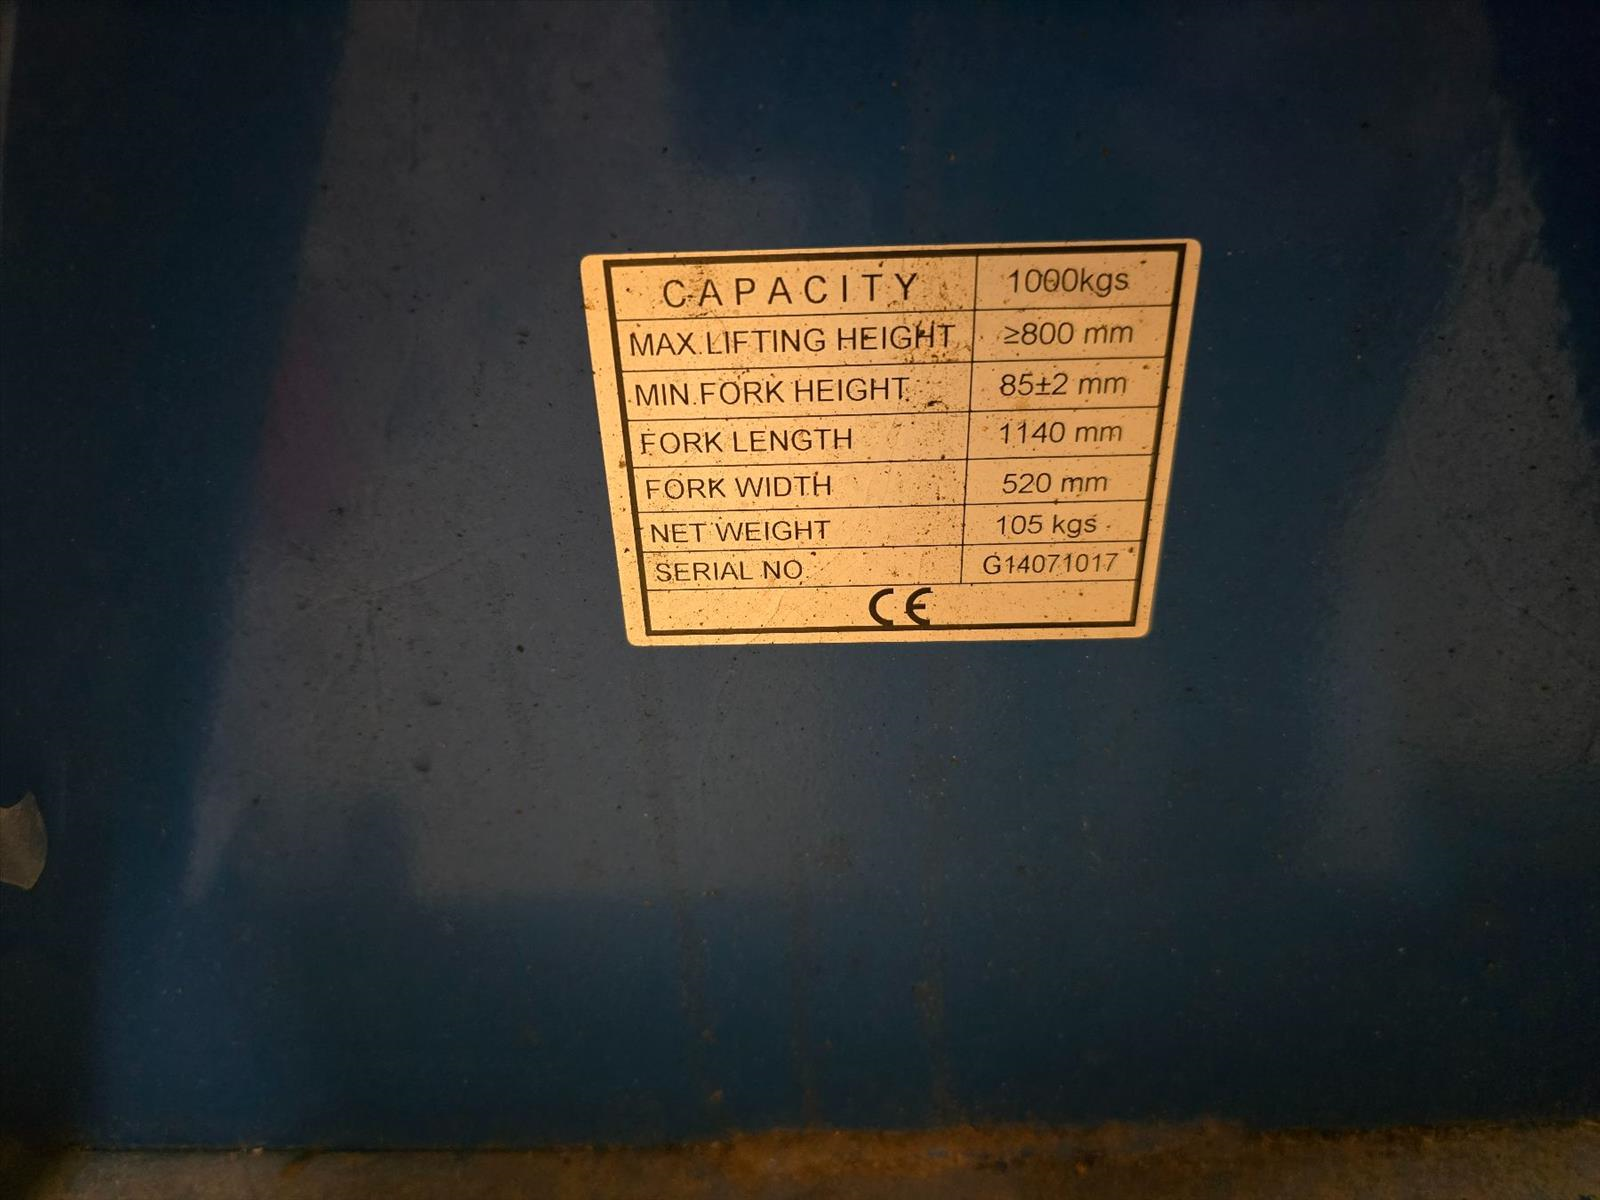 CAPACITY 1000kgs
MAX.LIFTING HEIGHT ≥800 mm
MIN.FORK HEIGHT 85±2 mm
FORK LENGTH 1140 mm
FORK WIDTH 520 mm
NET WEIGHT 105 kgs
SERIAL NO G14071017
CE